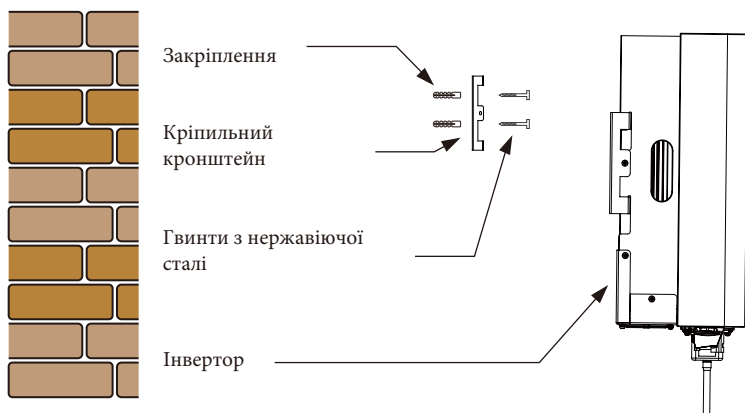 Закріплення
Кріпильний
кронштейн
Гвинти з нержавіючої
сталі
Інвертор